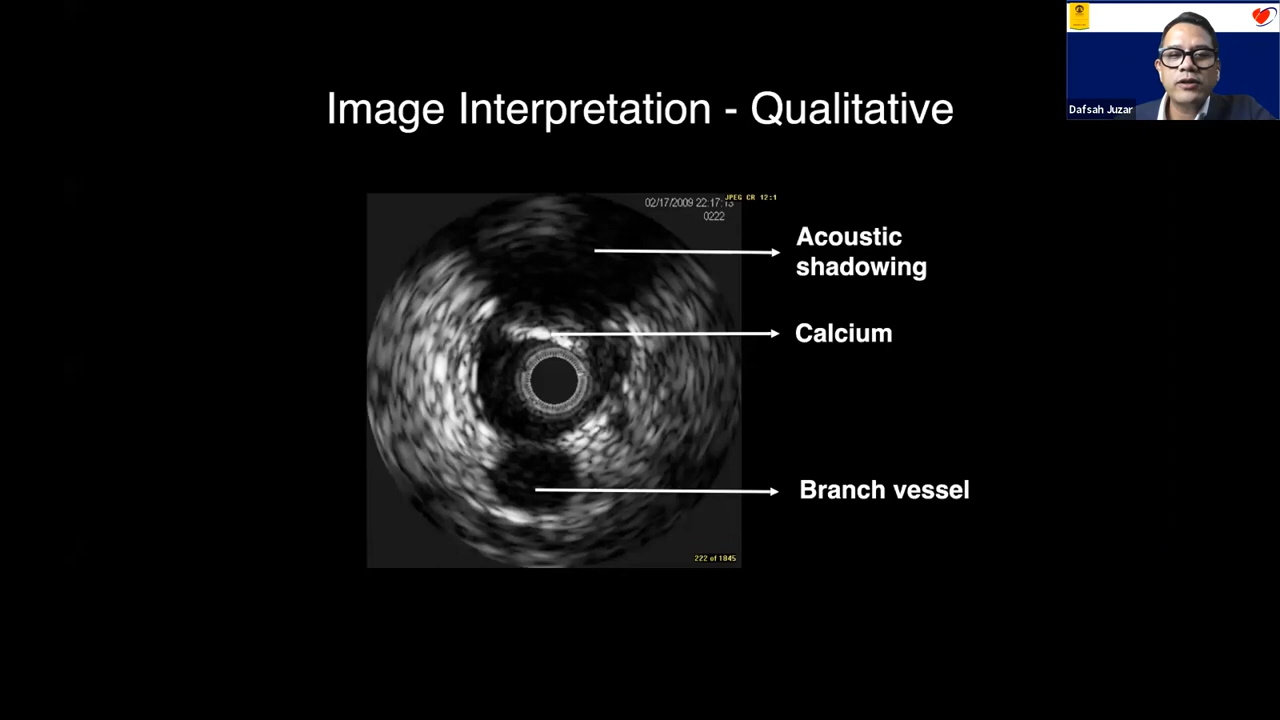 Dafsah Juzar
Image Interpretation - Qualitative
JPEG CR 12:1
02/17/2009 22:17:13
0222
Acoustic
shadowing
Calcium
Branch vessel
222 of 1845